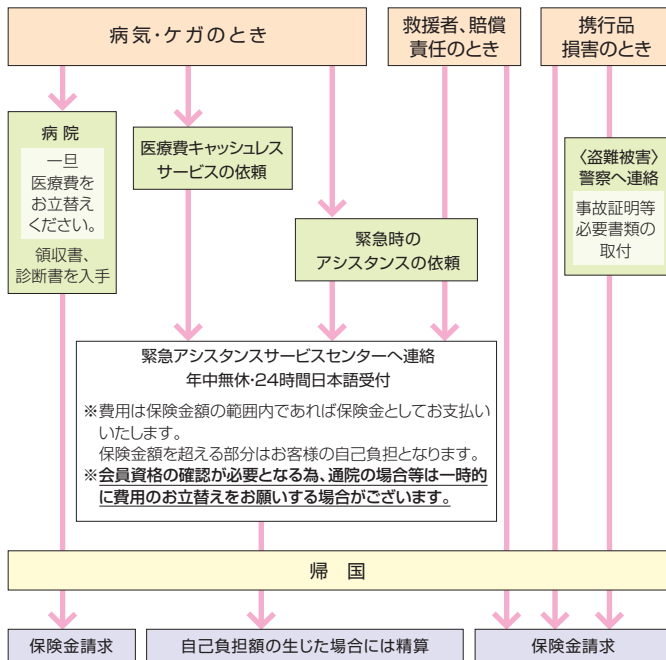 病気・ケガのとき
救援者、賠償
責任のとき
携行品
損害のとき
病院
一旦
医療費を
お立替え
ください。
領収書、
診断書を入手
医療費キャッシュレス
サービスの依頼
緊急時の
アシスタンスの依頼
〈盗難被害〉
警察へ連絡
事故証明等
必要書類の
取付
緊急アシスタンスサービスセンターへ連絡
年中無休・24時間日本語受付
※費用は保険金額の範囲内であれば保険金としてお支払い
いたします。
保険金額を超える部分はお客様の自己負担となります。
※会員資格の確認が必要となる為、通院の場合等は一時的
に費用のお立替えをお願いする場合がございます。
帰 国
保険金請求
自己負担額の生じた場合には精算
保険金請求